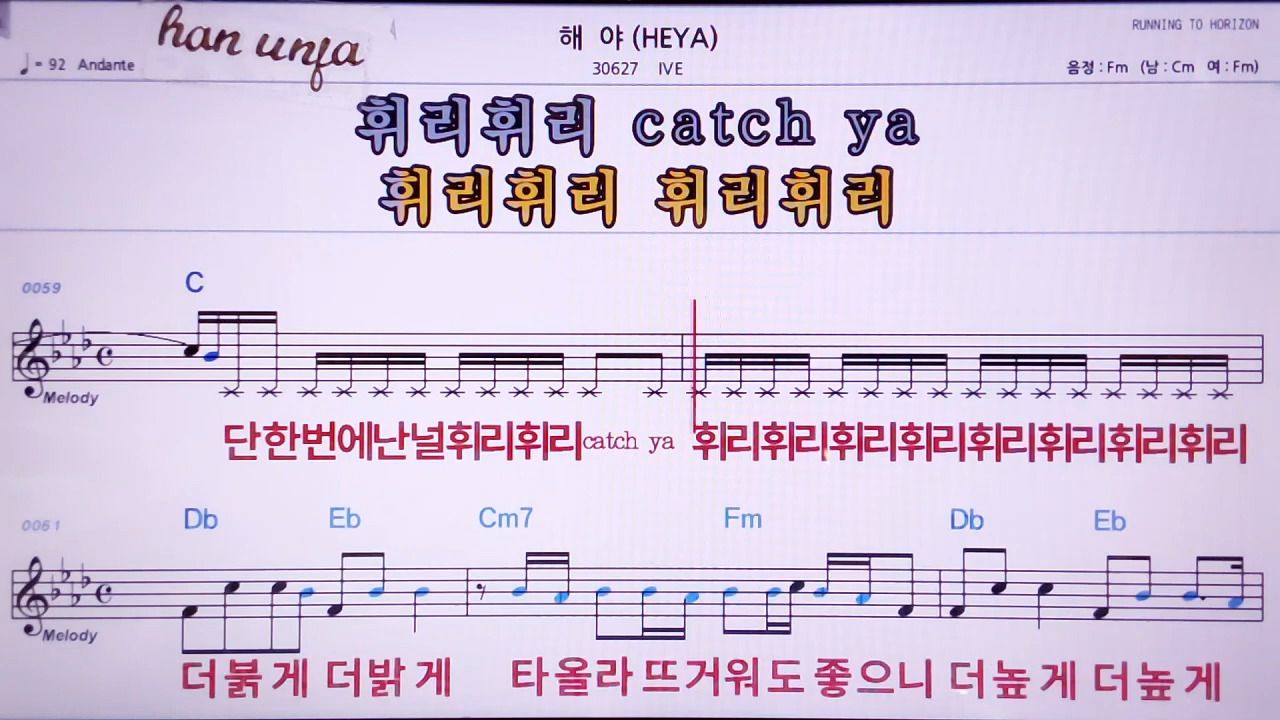 han unfa
해 야 (HEYA)
RUNNING TO HORIZON
♩ = 92 Andante
30627 IVE
음정 : Fm (남 : Cm 여 : Fm)
휘리휘리 catch ya
휘리휘리 휘리휘리
0059
C
Melody
단한번에난널휘리휘리catch ya 휘리휘리휘리휘리휘리휘리휘리휘리
0061
Db Eb Cm7 Fm Db Eb
Melody
더붉게 더밝게 타올라뜨거워도좋으니 더높게 더높게